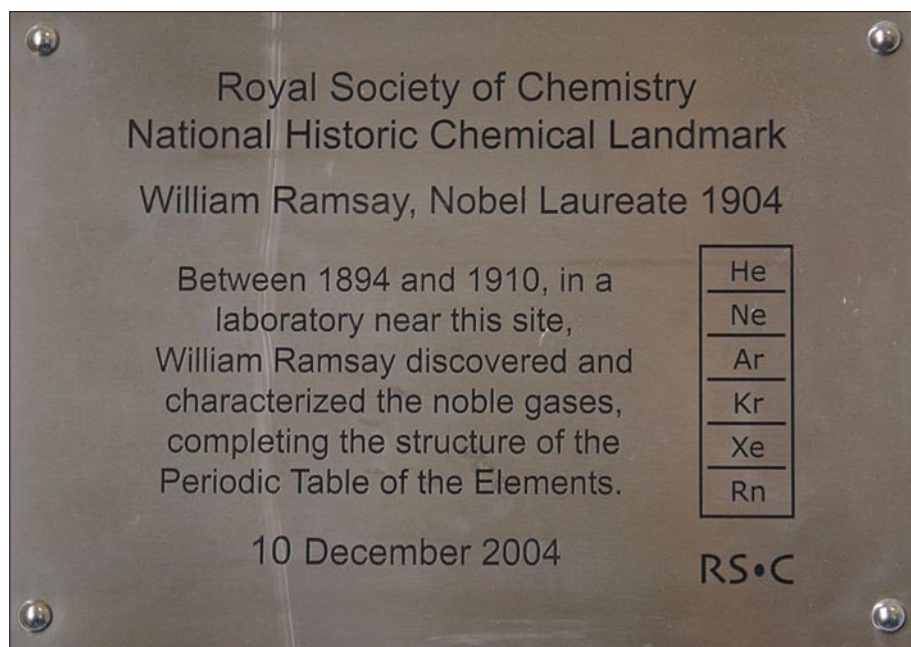 Royal Society of Chemistry
National Historic Chemical Landmark
William Ramsay, Nobel Laureate 1904
Between 1894 and 1910, in a
laboratory near this site,
William Ramsay discovered and
characterized the noble gases,
completing the structure of the
Periodic Table of the Elements.
He
Ne
Ar
Kr
Xe
Rn
10 December 2004
RS•C